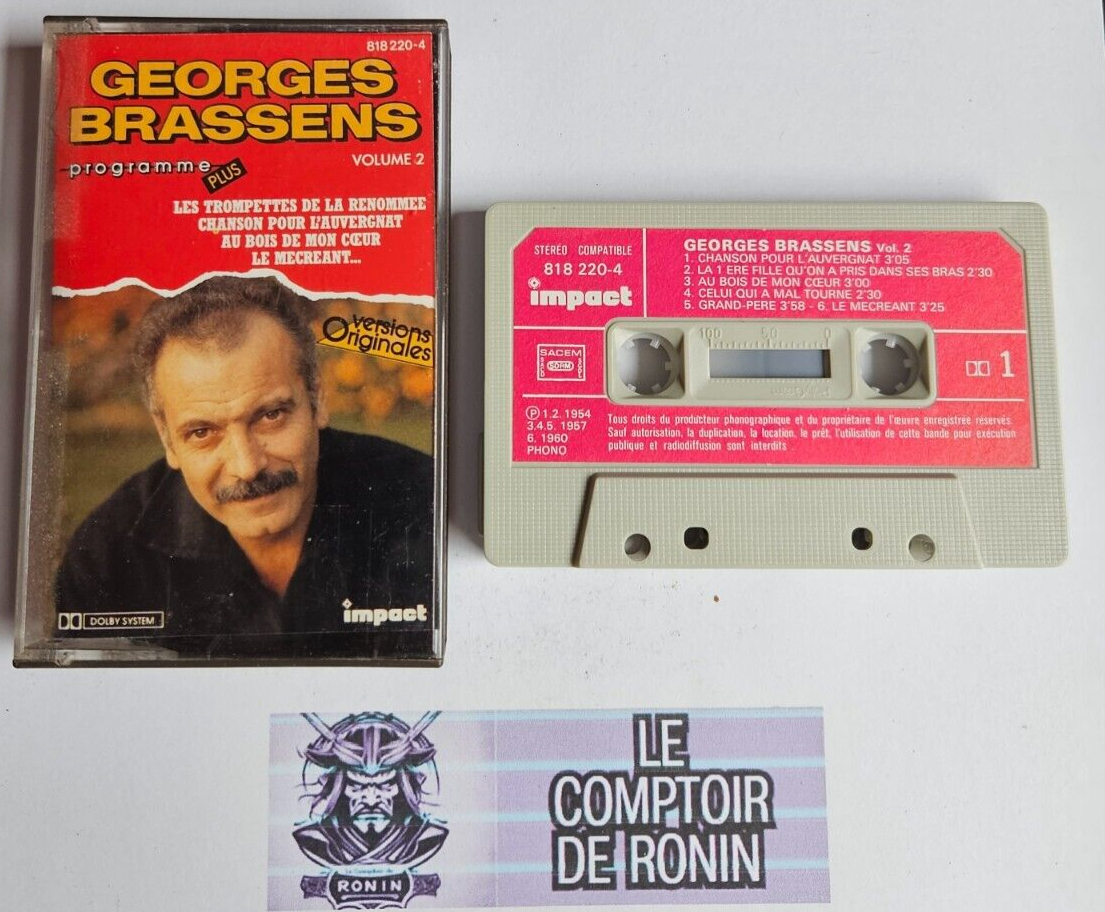 818 220-4
GEORGES
BRASSENS
programme PLUS
VOLUME 2
LES TROMPETTES DE LA RENOMMEE
CHANSON POUR L'AUVERGNAT
AU BOIS DE MON CŒUR
LE MECREANT...
versions
Originales
DOLBY SYSTEM
impact
STEREO COMPATIBLE
818 220-4
impact
GEORGES BRASSENS Vol. 2
1. CHANSON POUR L'AUVERGNAT 3'05
2. LA 1 ERE FILLE QU'ON A PRIS DANS SES BRAS 2'30
3. AU BOIS DE MON CŒUR 3'00
4. CELUI QUI A MAL TOURNE 2'30
5. GRAND-PERE 3'58 - 6. LE MECREANT 3'25
100 50 0
SACEM
SDRM
1
Ⓟ 1.2. 1954
3.4.5. 1957
6. 1960
PHONO
Tous droits du producteur phonographique et du propriétaire de l'œuvre enregistrée réservés.
Sauf autorisation, la duplication, la location, le prêt, l'utilisation de cette bande pour exécution
publique et radiodiffusion sont interdits
Le Comptoir de
RONIN
LE
COMPTOIR
DE RONIN